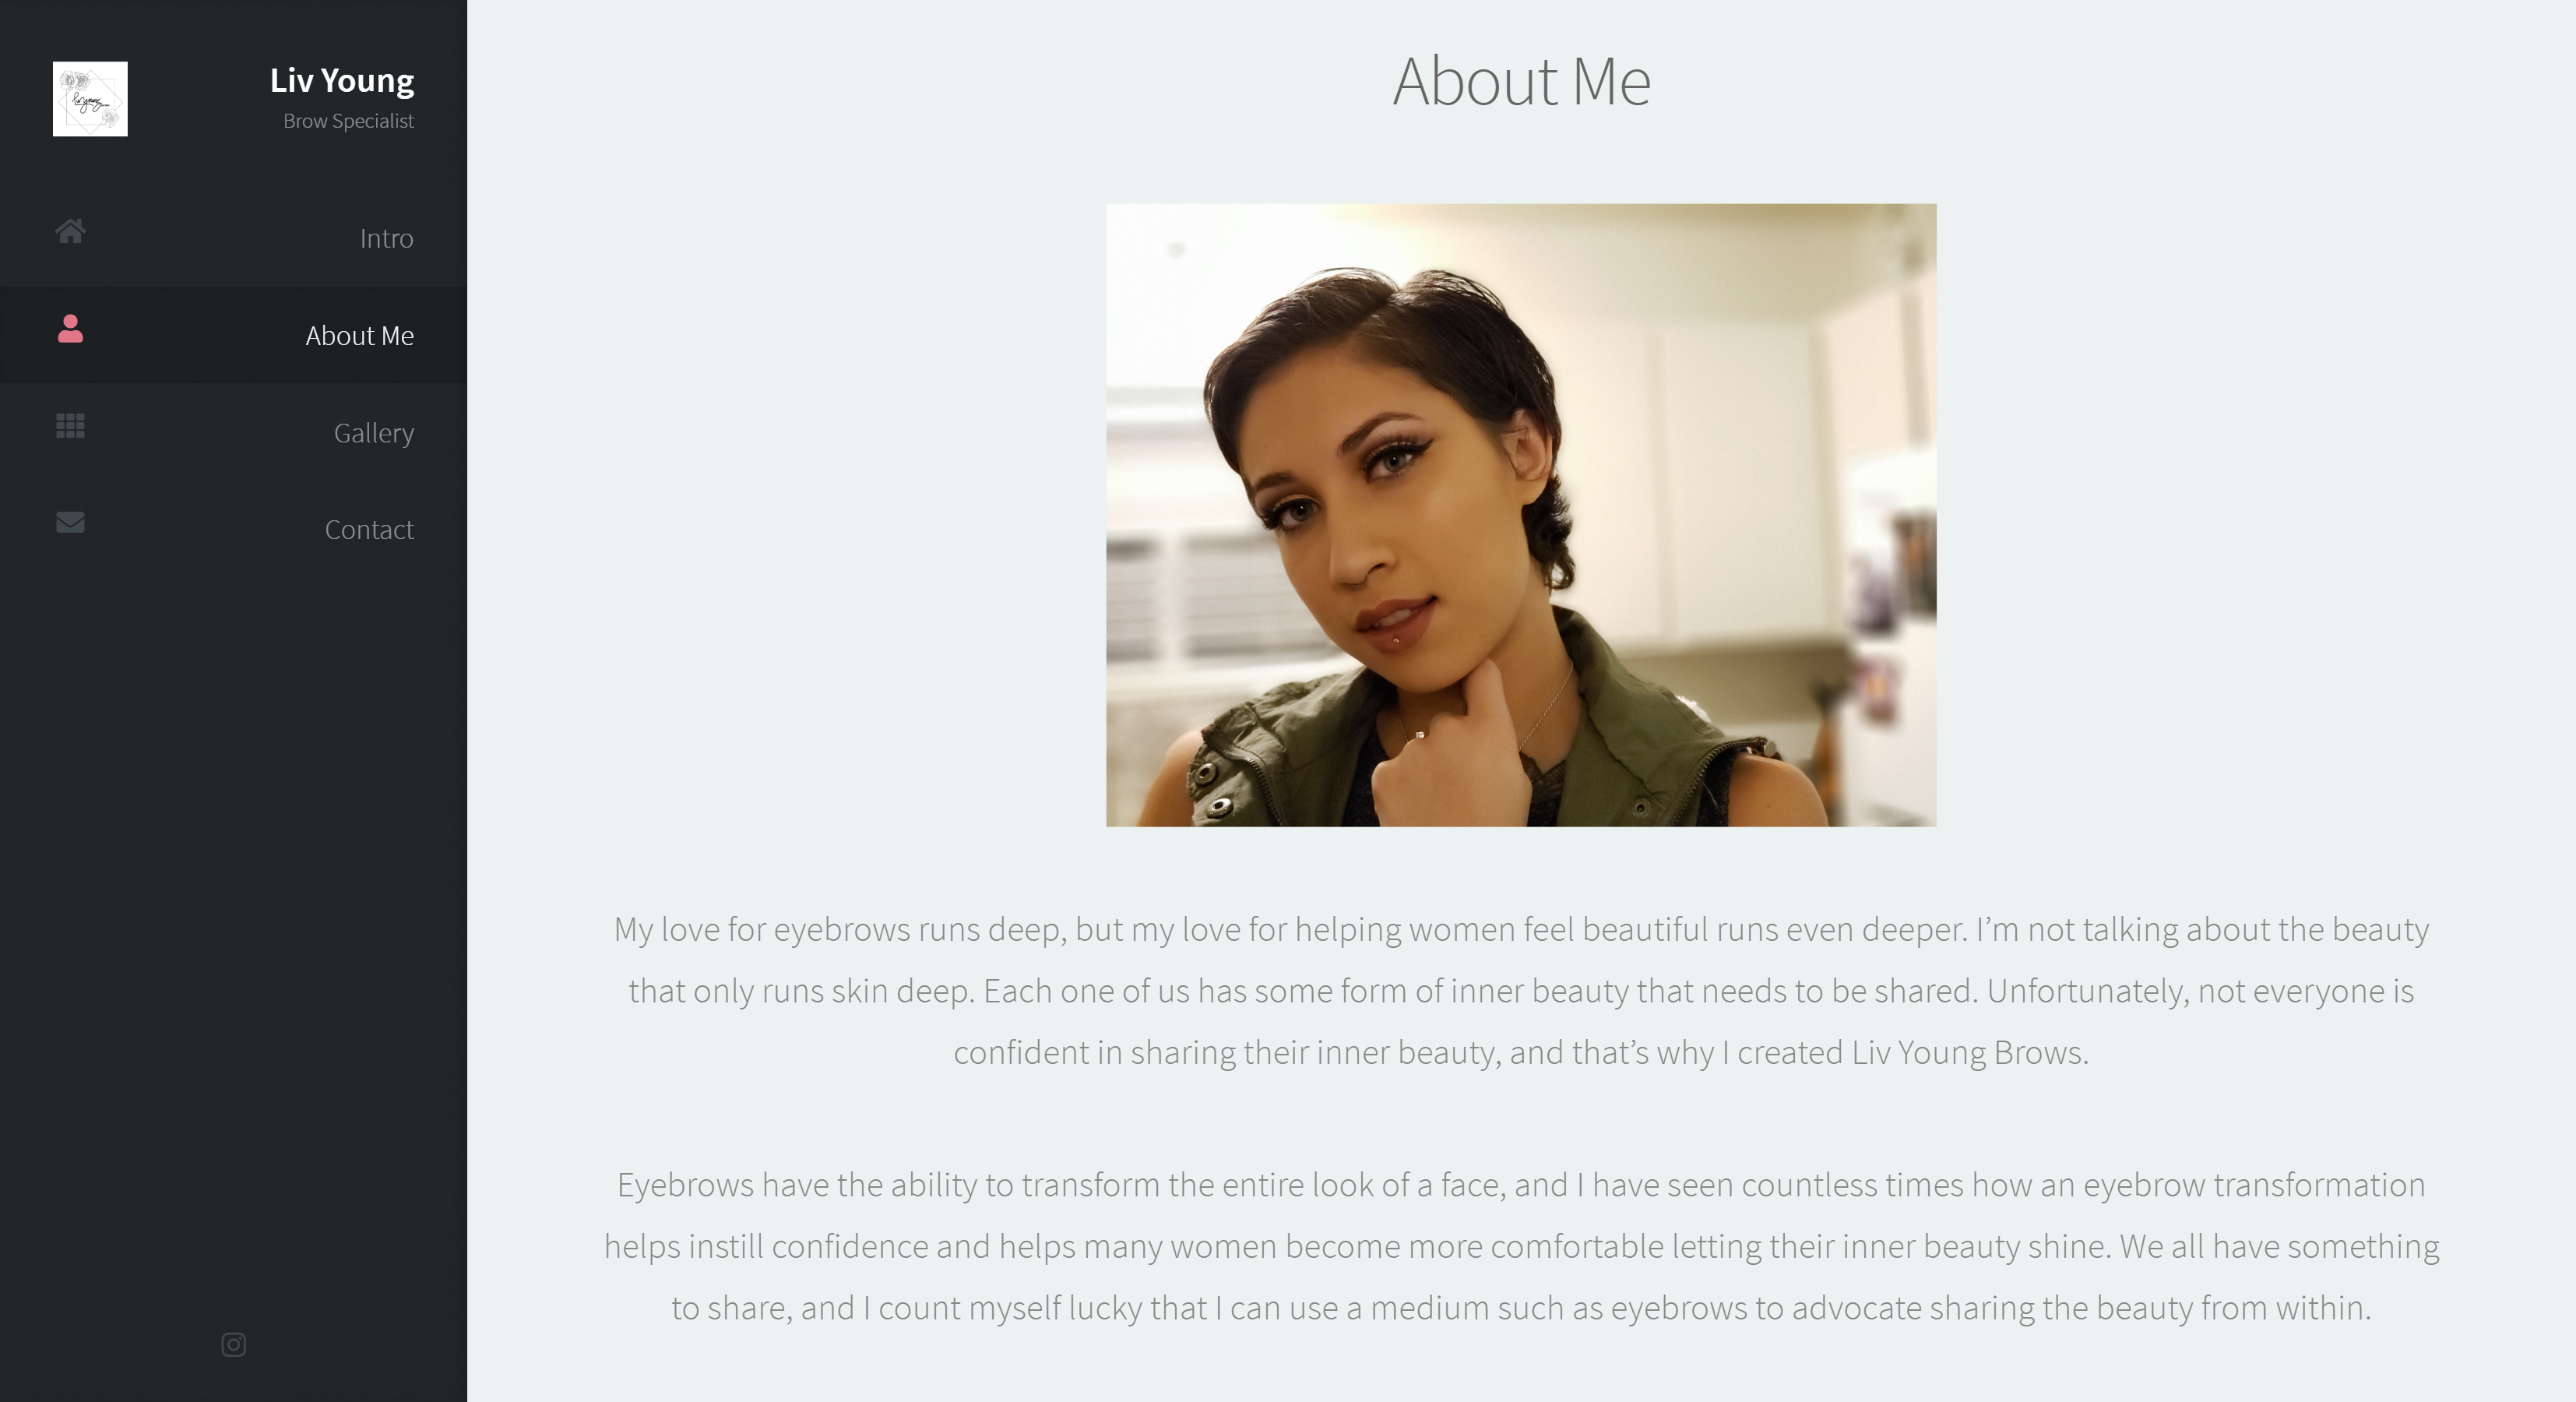 Liv Young
Brow Specialist
Intro
About Me
Gallery
Contact
About Me
My love for eyebrows runs deep, but my love for helping women feel beautiful runs even deeper. I’m not talking about the beauty
that only runs skin deep. Each one of us has some form of inner beauty that needs to be shared. Unfortunately, not everyone is
confident in sharing their inner beauty, and that’s why I created Liv Young Brows.
Eyebrows have the ability to transform the entire look of a face, and I have seen countless times how an eyebrow transformation
helps instill confidence and helps many women become more comfortable letting their inner beauty shine. We all have something
to share, and I count myself lucky that I can use a medium such as eyebrows to advocate sharing the beauty from within.